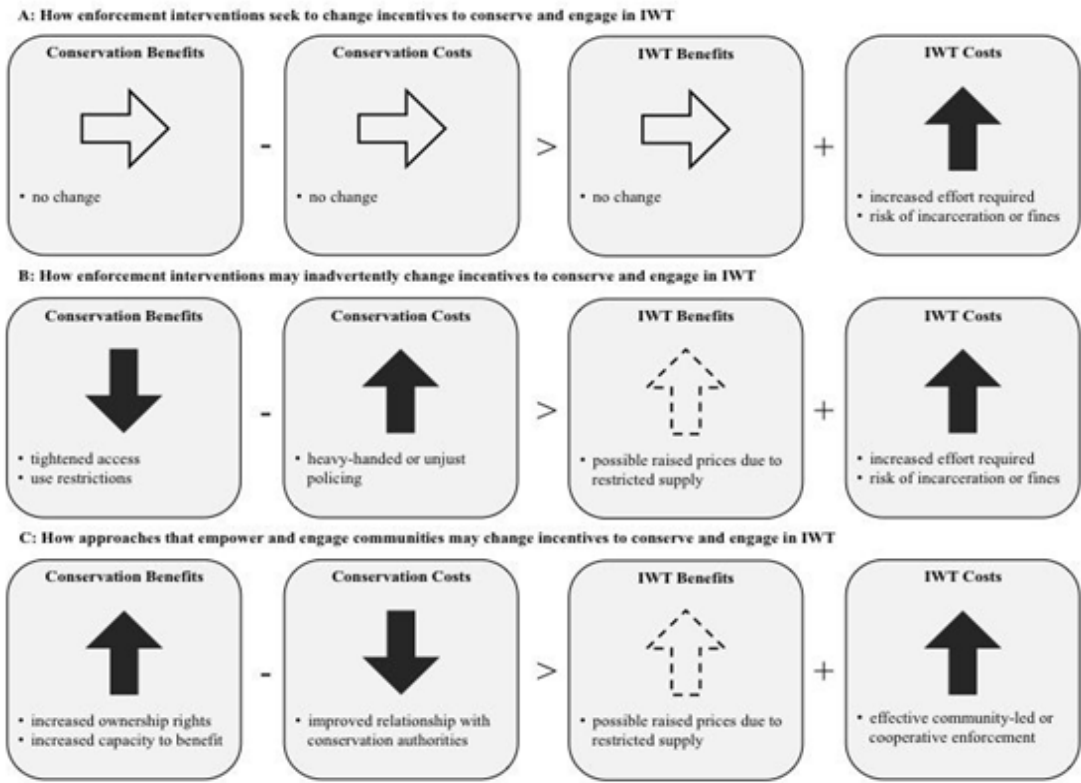 A: How enforcement interventions seek to change incentives to conserve and engage in IWT
Conservation Benefits
• no change
-
Conservation Costs
• no change
>
IWT Benefits
• no change
+
IWT Costs
• increased effort required
• risk of incarceration or fines
B: How enforcement interventions may inadvertently change incentives to conserve and engage in IWT
Conservation Benefits
• tightened access
• use restrictions
-
Conservation Costs
• heavy-handed or unjust
policing
>
IWT Benefits
• possible raised prices due to
restricted supply
+
IWT Costs
• increased effort required
• risk of incarceration or fines
C: How approaches that empower and engage communities may change incentives to conserve and engage in IWT
Conservation Benefits
• increased ownership rights
• increased capacity to benefit
-
Conservation Costs
• improved relationship with
conservation authorities
>
IWT Benefits
• possible raised prices due to
restricted supply
+
IWT Costs
• effective community-led or
cooperative enforcement